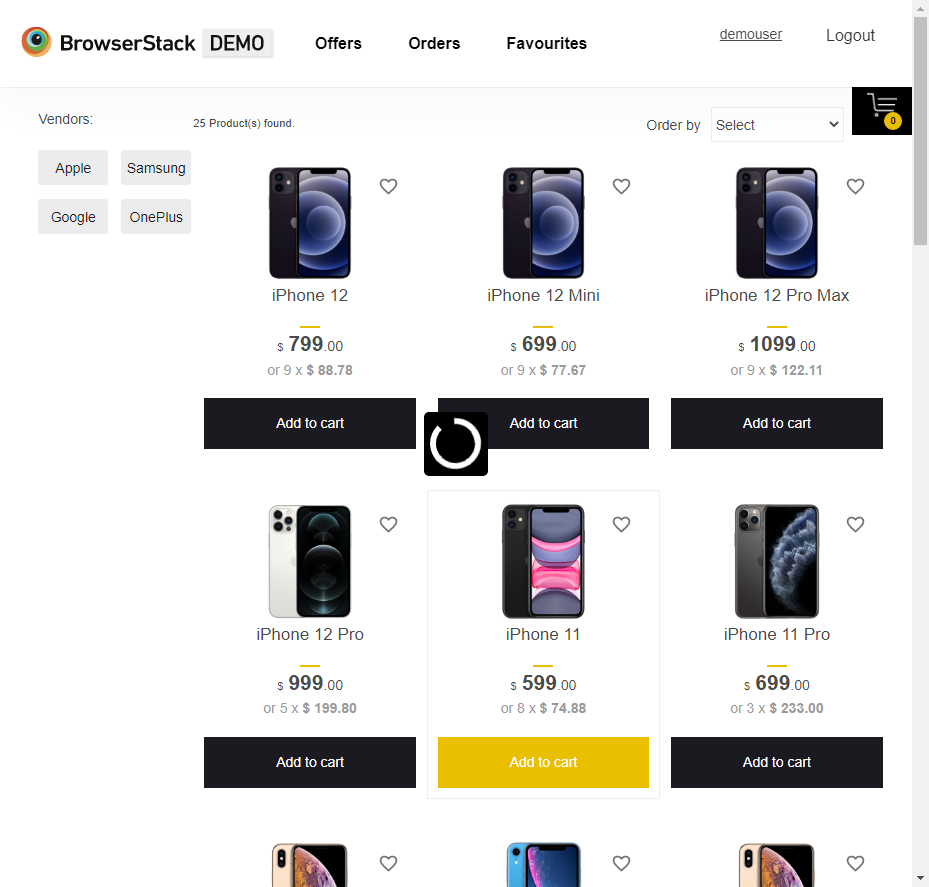 BrowserStack DEMO Offers Orders Favourites demouser Logout
0
Vendors:
25 Product(s) found.
Order by Select
Apple Samsung
Google OnePlus
iPhone 12 iPhone 12 Mini iPhone 12 Pro Max
$ 799.00 $ 699.00 $ 1099.00
or 9 x $ 88.78 or 9 x $ 77.67 or 9 x $ 122.11
Add to cart Add to cart Add to cart
iPhone 12 Pro iPhone 11 iPhone 11 Pro
$ 999.00 $ 599.00 $ 699.00
or 5 x $ 199.80 or 8 x $ 74.88 or 3 x $ 233.00
Add to cart Add to cart Add to cart